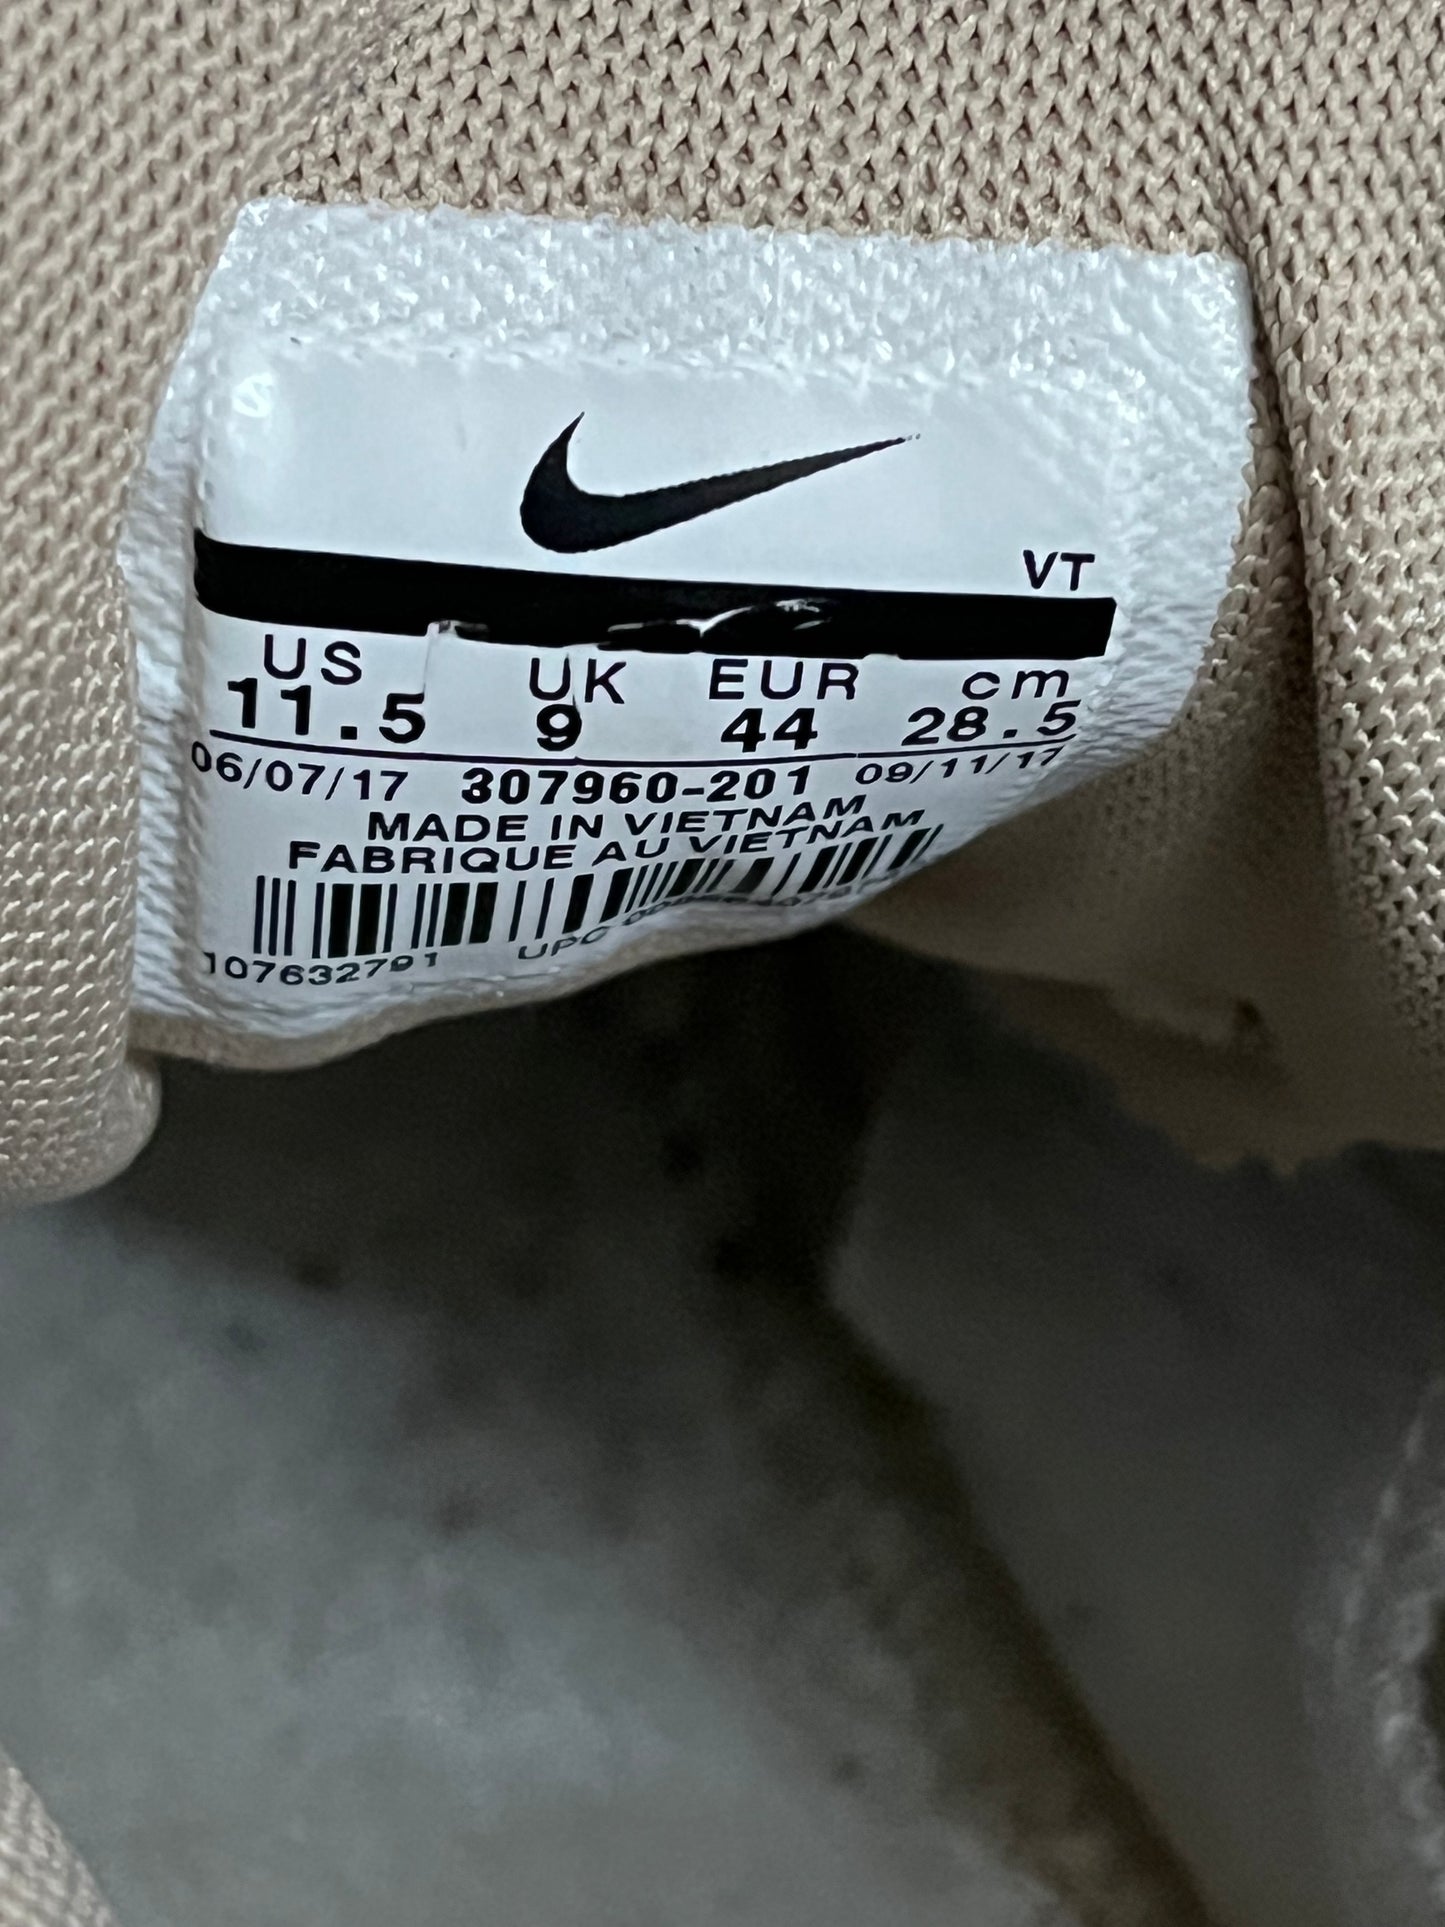 VT
US UK EUR cm
11.5 9 44 28.5
06/07/17 307960-201 09/11/17
MADE IN VIETNAM
FABRIQUE AU VIETNAM
107632791 UPC